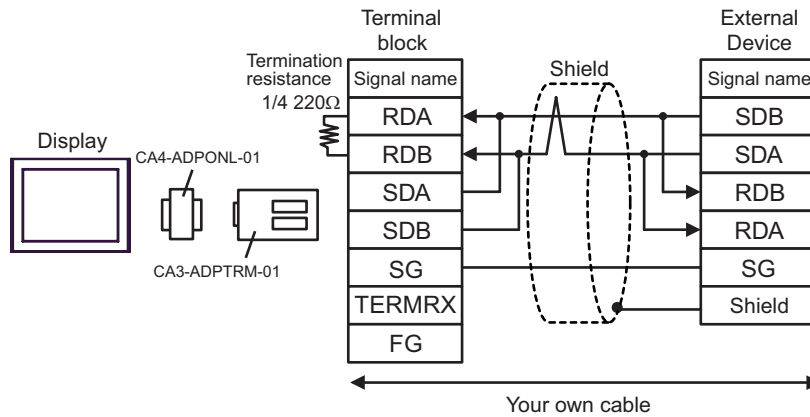 Terminal
block
External
Device
Termination
resistance
1/4 220Ω
Shield
Signal name
Signal name
RDA
SDB
Display
CA4-ADPONL-01
RDB
SDA
SDA
RDB
SDB
RDA
CA3-ADPTRM-01
SG
SG
TERMRX
Shield
FG
Your own cable